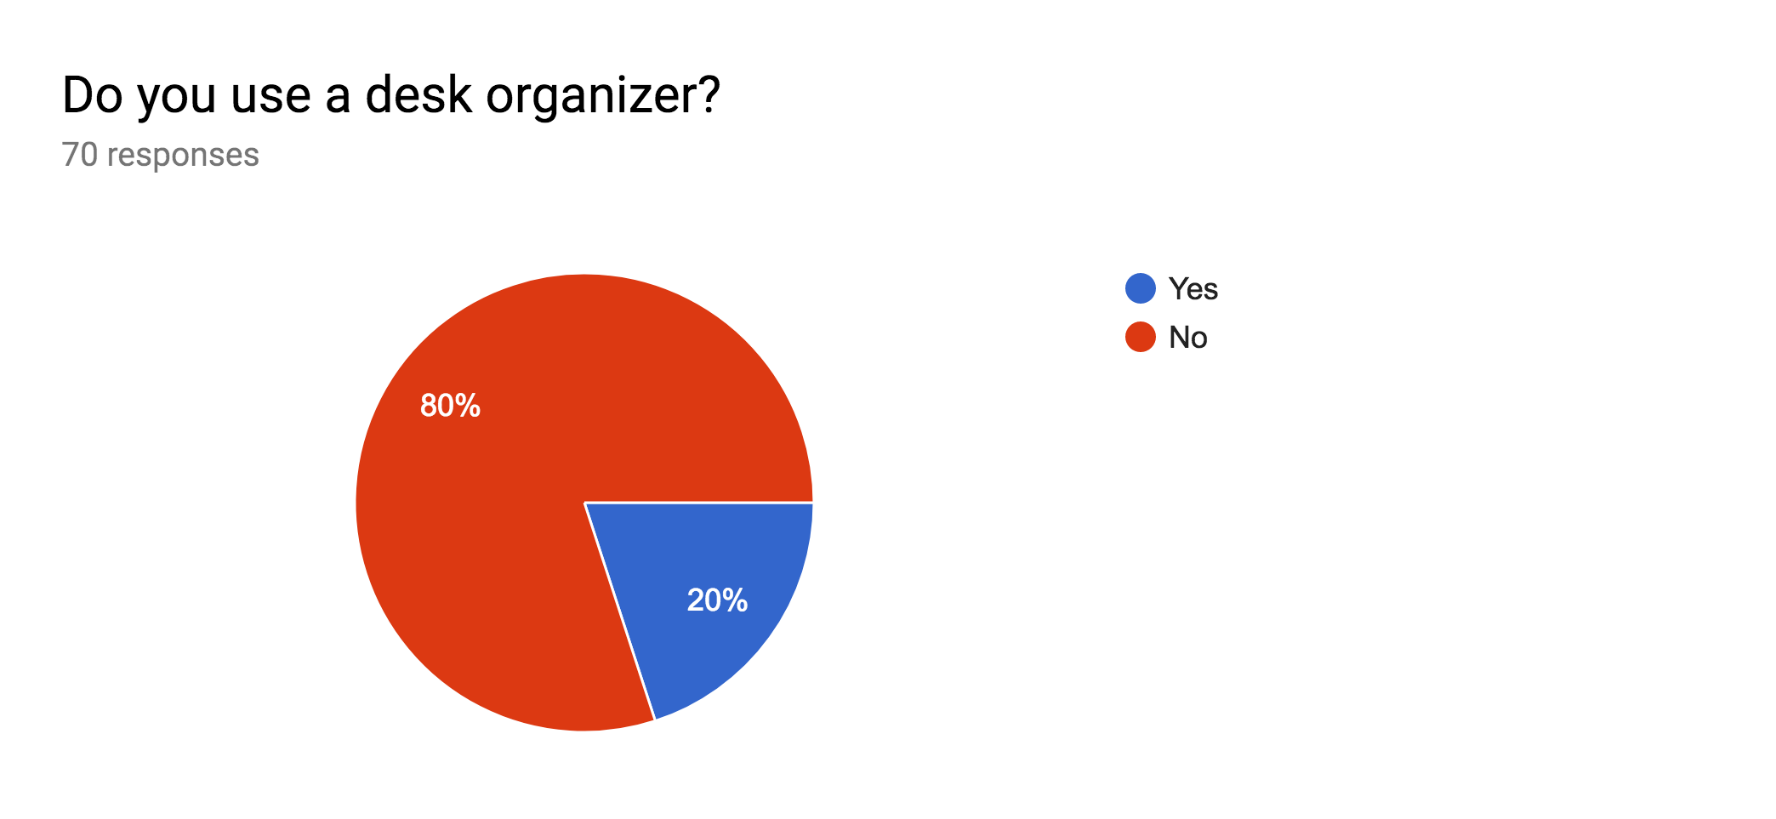 Do you use a desk organizer?
70 responses
Yes
No
80%
20%